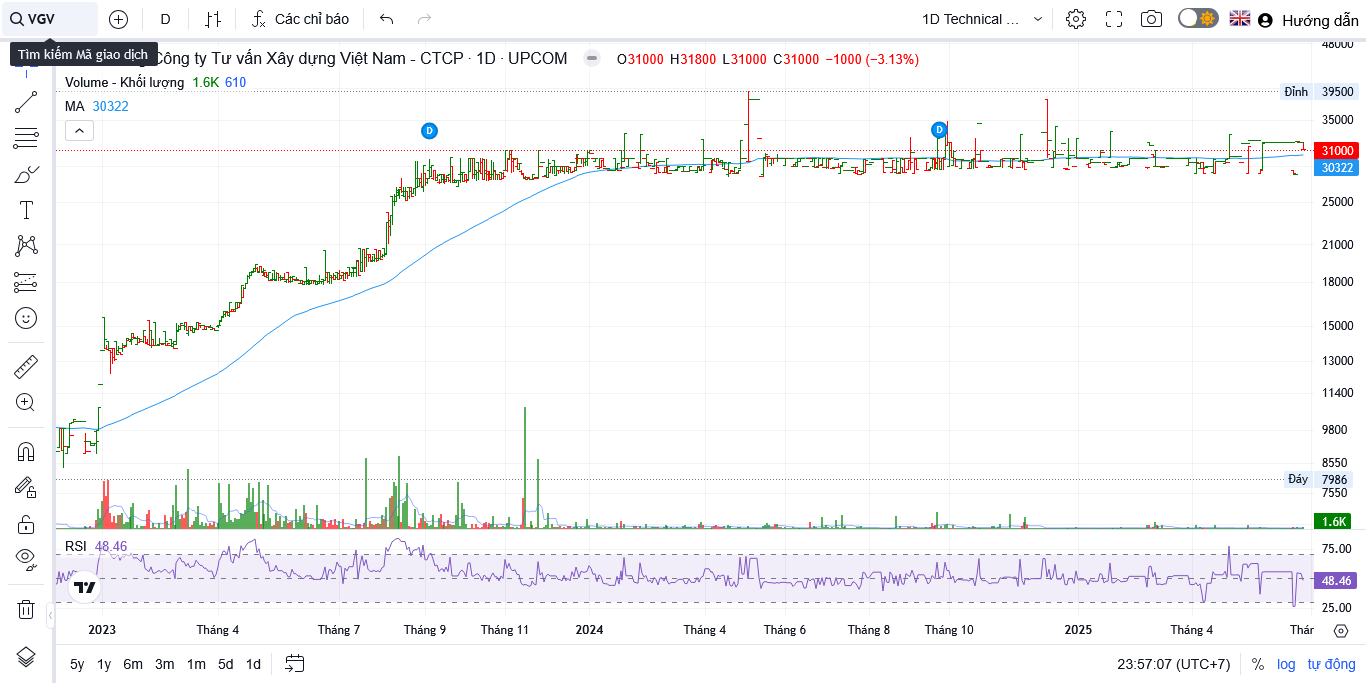 VGV D Các chỉ báo 1D Technical ... Hướng dẫn
Tìm kiếm Mã giao dịch
Công ty Tư vấn Xây dựng Việt Nam - CTCP · 1D · UPCOM O31000 H31800 L31000 C31000 −1000 (−3.13%)
Volume - Khối lượng 1.6K 610
MA 30322
D
D
48000
Đỉnh 39500
35000
31000
30322
25000
21000
18000
15000
13000
11400
9800
8550
Đáy 7986
7550
1.6K
RSI 48.46
75.00
48.46
25.00
2023 Tháng 4 Tháng 7 Tháng 9 Tháng 11 2024 Tháng 4 Tháng 6 Tháng 8 Tháng 10 2025 Tháng 4 Thár
5y 1y 6m 3m 1m 5d 1d 23:57:07 (UTC+7) % log tự động